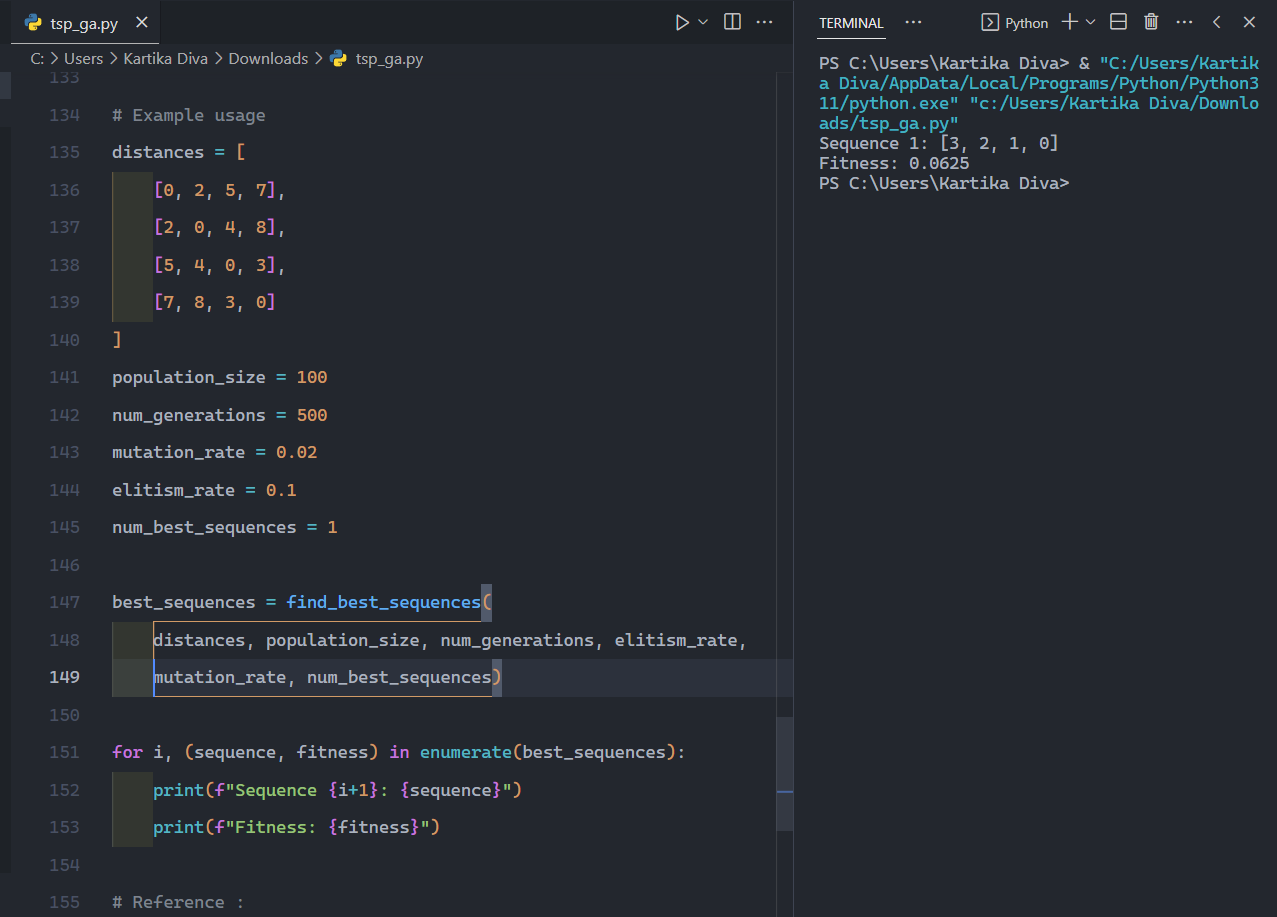 tsp_ga.py
C: > Users > Kartika Diva > Downloads > tsp_ga.py
133
134 # Example usage
135 distances = [
136     [0, 2, 5, 7],
137     [2, 0, 4, 8],
138     [5, 4, 0, 3],
139     [7, 8, 3, 0]
140 ]
141 population_size = 100
142 num_generations = 500
143 mutation_rate = 0.02
144 elitism_rate = 0.1
145 num_best_sequences = 1
146
147 best_sequences = find_best_sequences(
148     distances, population_size, num_generations, elitism_rate,
149     mutation_rate, num_best_sequences)
150
151 for i, (sequence, fitness) in enumerate(best_sequences):
152     print(f"Sequence {i+1}: {sequence}")
153     print(f"Fitness: {fitness}")
154
155 # Reference :
TERMINAL ... Python
PS C:\Users\Kartika Diva> & "C:/Users/Kartik
a Diva/AppData/Local/Programs/Python/Python3
11/python.exe" "c:/Users/Kartika Diva/Downlo
ads/tsp_ga.py"
Sequence 1: [3, 2, 1, 0]
Fitness: 0.0625
PS C:\Users\Kartika Diva>